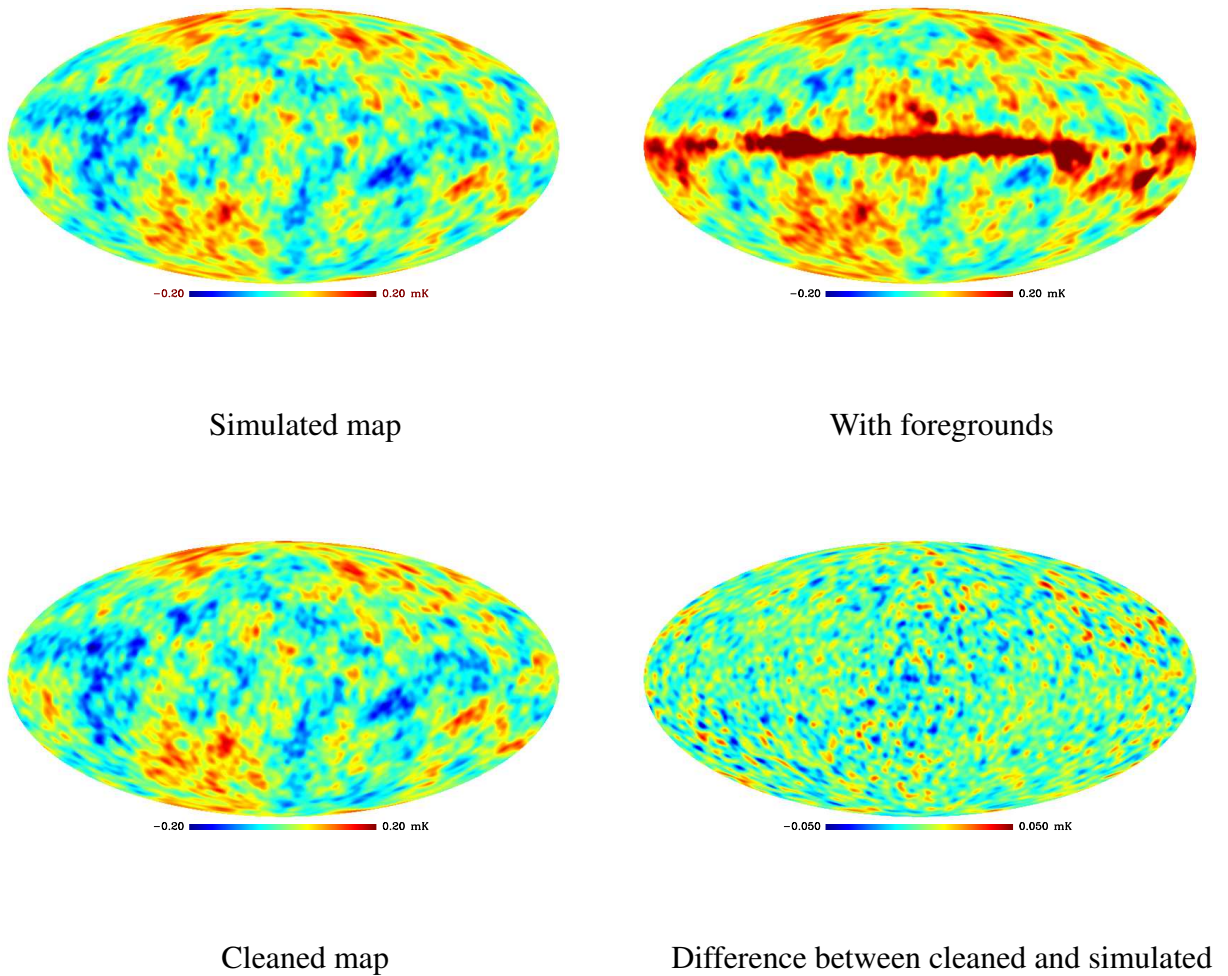 −0.20 0.20 mK
−0.20 0.20 mK
Simulated map
With foregrounds
−0.20 0.20 mK
−0.050 0.050 mK
Cleaned map
Difference between cleaned and simulated